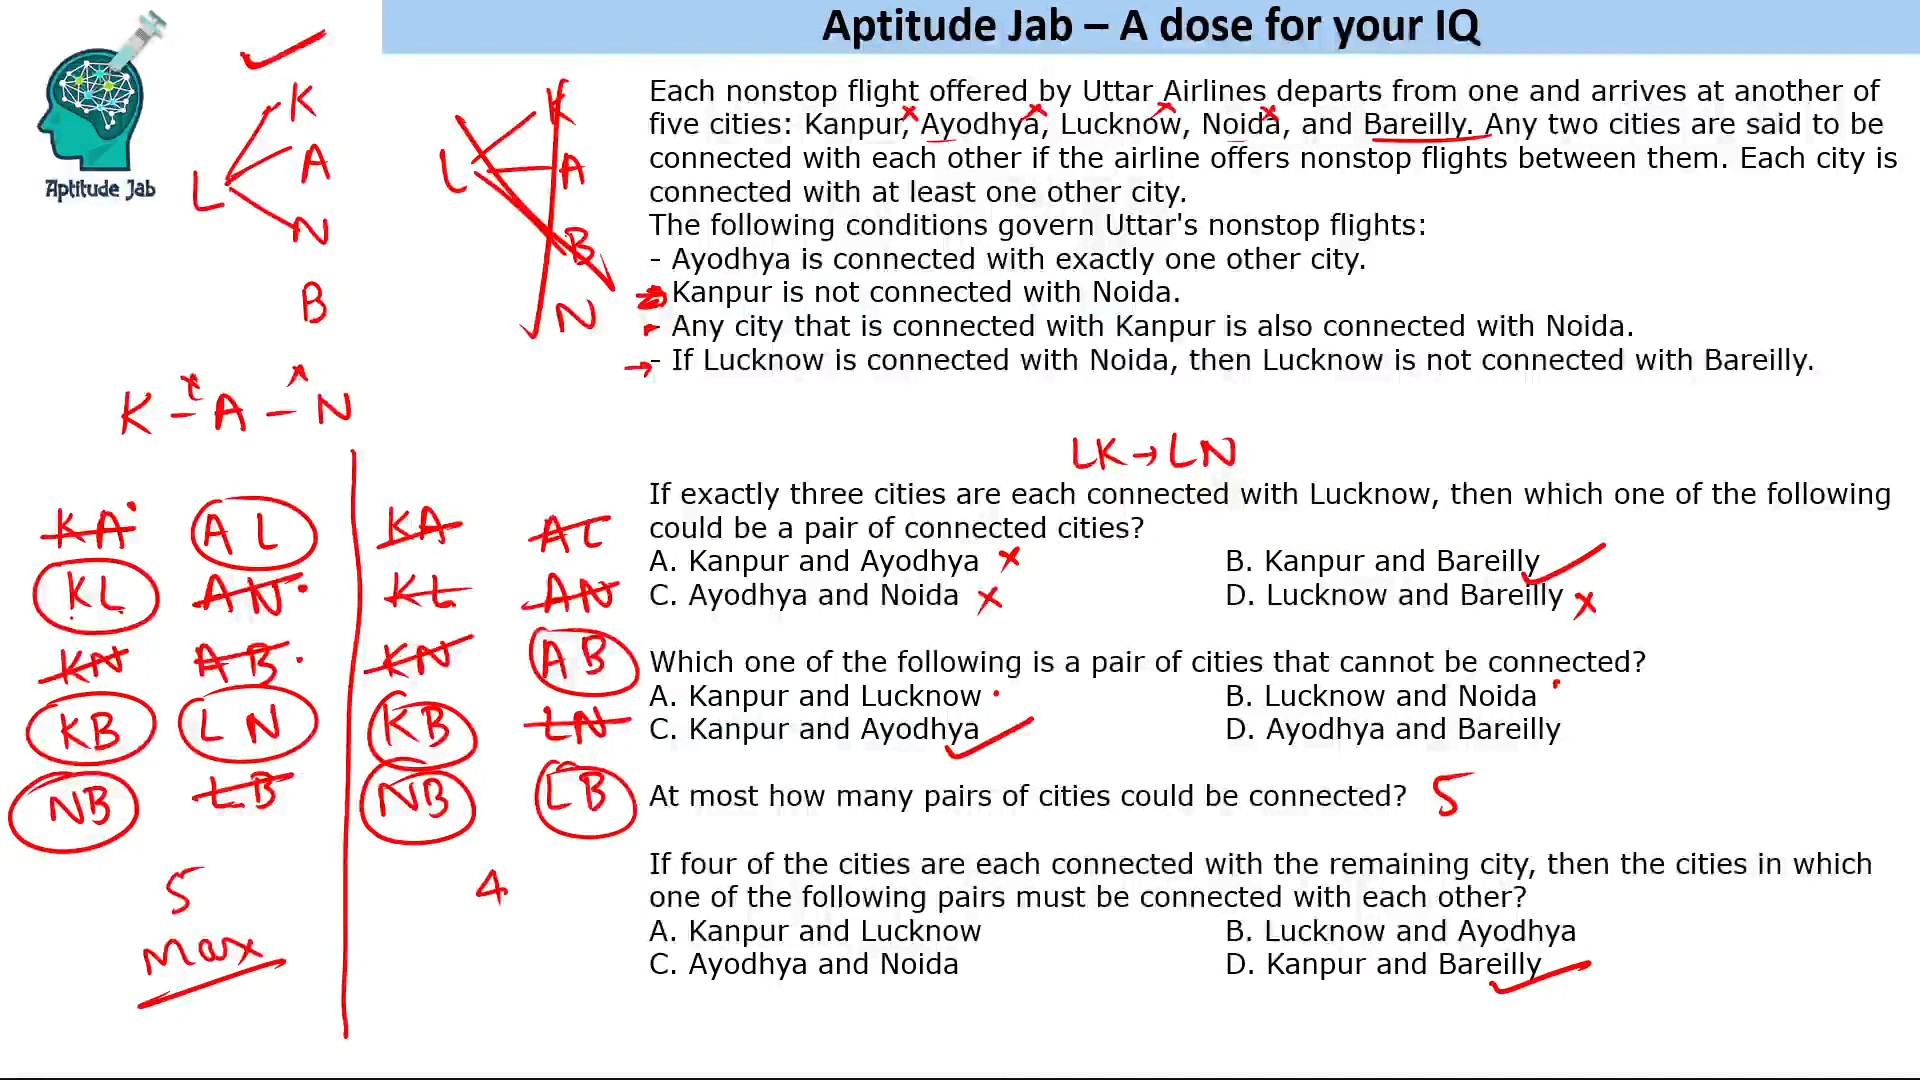 Aptitude Jab – A dose for your IQ
Aptitude Jab
Each nonstop flight offered by Uttar Airlines departs from one and arrives at another of
five cities: Kanpur, Ayodhya, Lucknow, Noida, and Bareilly. Any two cities are said to be
connected with each other if the airline offers nonstop flights between them. Each city is
connected with at least one other city.
The following conditions govern Uttar's nonstop flights:
- Ayodhya is connected with exactly one other city.
- Kanpur is not connected with Noida.
- Any city that is connected with Kanpur is also connected with Noida.
- If Lucknow is connected with Noida, then Lucknow is not connected with Bareilly.
LK → LN
If exactly three cities are each connected with Lucknow, then which one of the following
could be a pair of connected cities?
A. Kanpur and Ayodhya B. Kanpur and Bareilly
C. Ayodhya and Noida D. Lucknow and Bareilly
Which one of the following is a pair of cities that cannot be connected?
A. Kanpur and Lucknow B. Lucknow and Noida
C. Kanpur and Ayodhya D. Ayodhya and Bareilly
At most how many pairs of cities could be connected? 5
If four of the cities are each connected with the remaining city, then the cities in which
one of the following pairs must be connected with each other?
A. Kanpur and Lucknow B. Lucknow and Ayodhya
C. Ayodhya and Noida D. Kanpur and Bareilly
K
A
L
N
B
K
L A
B
N
K - A - N
KA AL KA AL
KL AN KL AN
KN AB KN AB
KB LN KB LN
NB LB NB LB
5 4
max